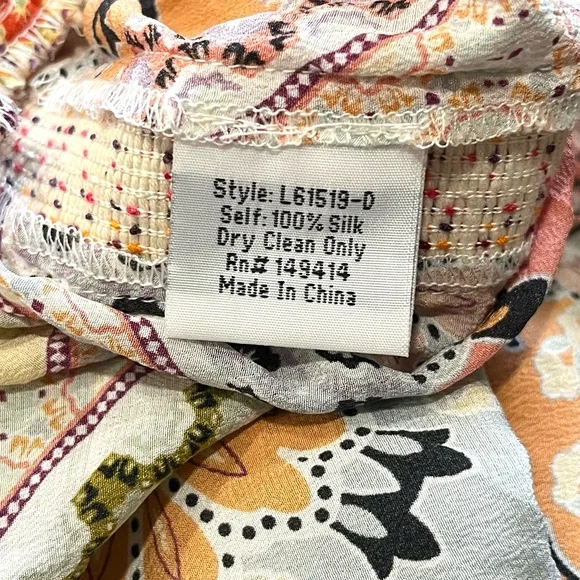 Style: L61519-D
Self: 100% Silk
Dry Clean Only
Rn# 149414
Made In China